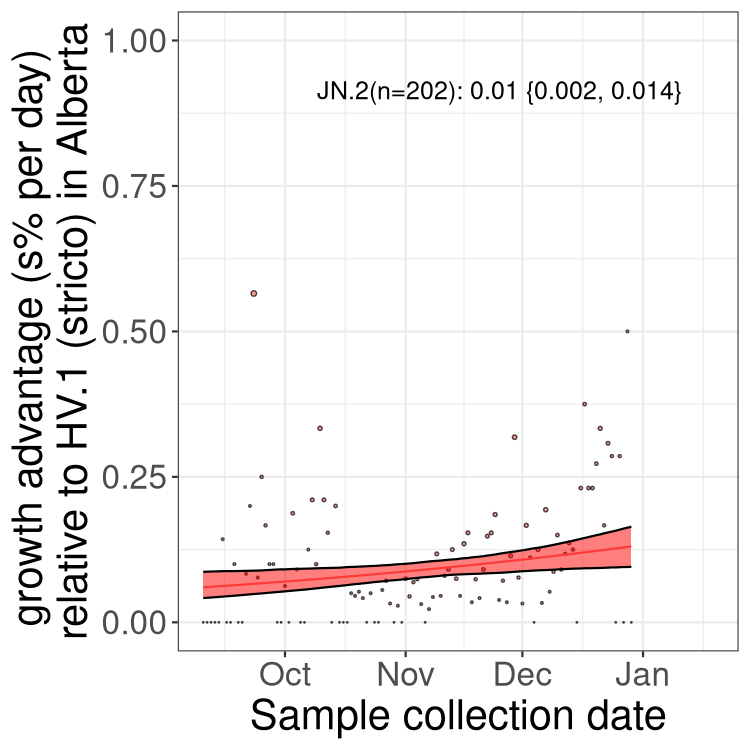 growth advantage (s% per day)
relative to HV.1 (stricto) in Alberta
1.00
0.75
0.50
0.25
0.00
JN.2(n=202): 0.01 {0.002, 0.014}
Oct Nov Dec Jan
Sample collection date